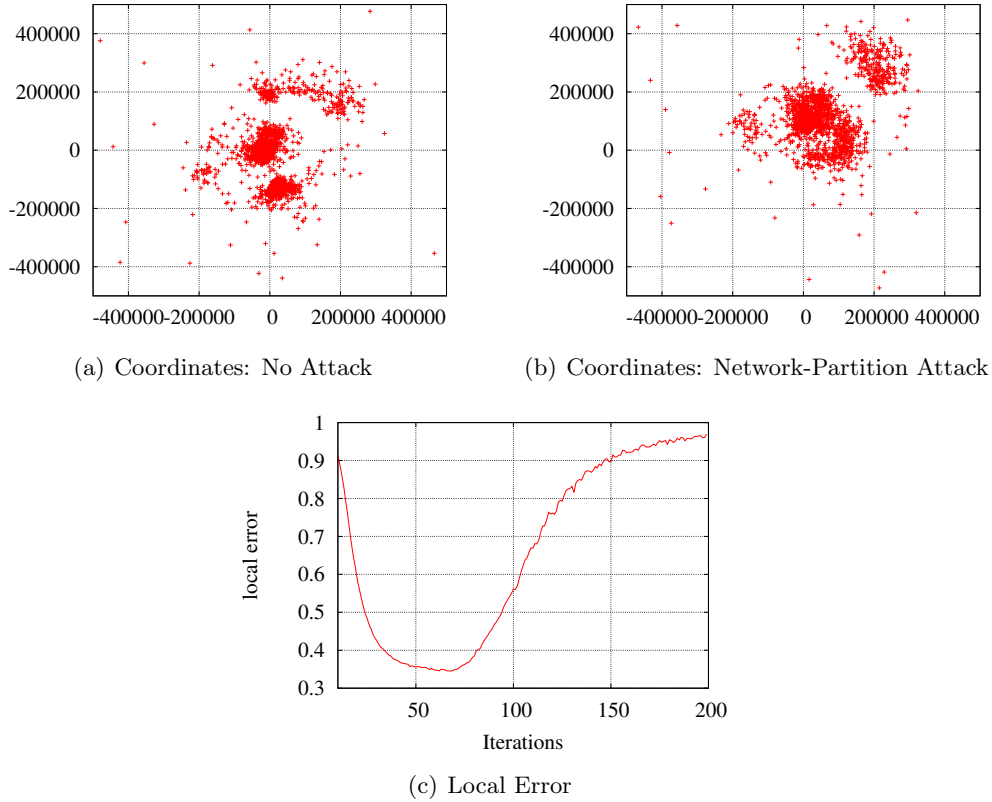 400000
200000
0
-200000
-400000
-400000 -200000 0 200000 400000
(a) Coordinates: No Attack
400000
200000
0
-200000
-400000
-400000 -200000 0 200000 400000
(b) Coordinates: Network-Partition Attack
1
0.9
0.8
0.7
0.6
0.5
0.4
0.3
local error
50 100 150 200
Iterations
(c) Local Error